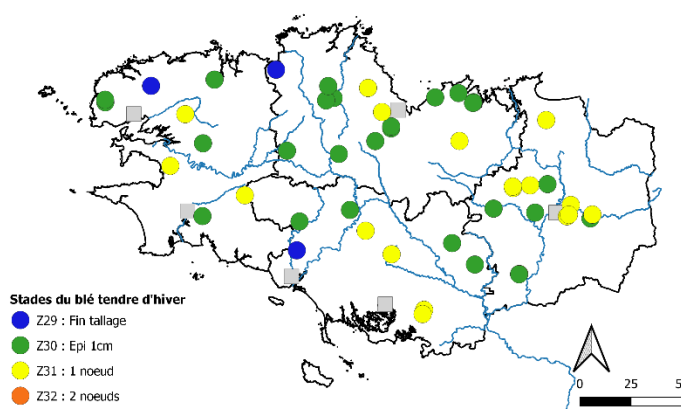 Stades du blé tendre d'hiver
Z29 : Fin tallage
Z30 : Epi 1cm
Z31 : 1 noeud
Z32 : 2 noeuds
0 25 5